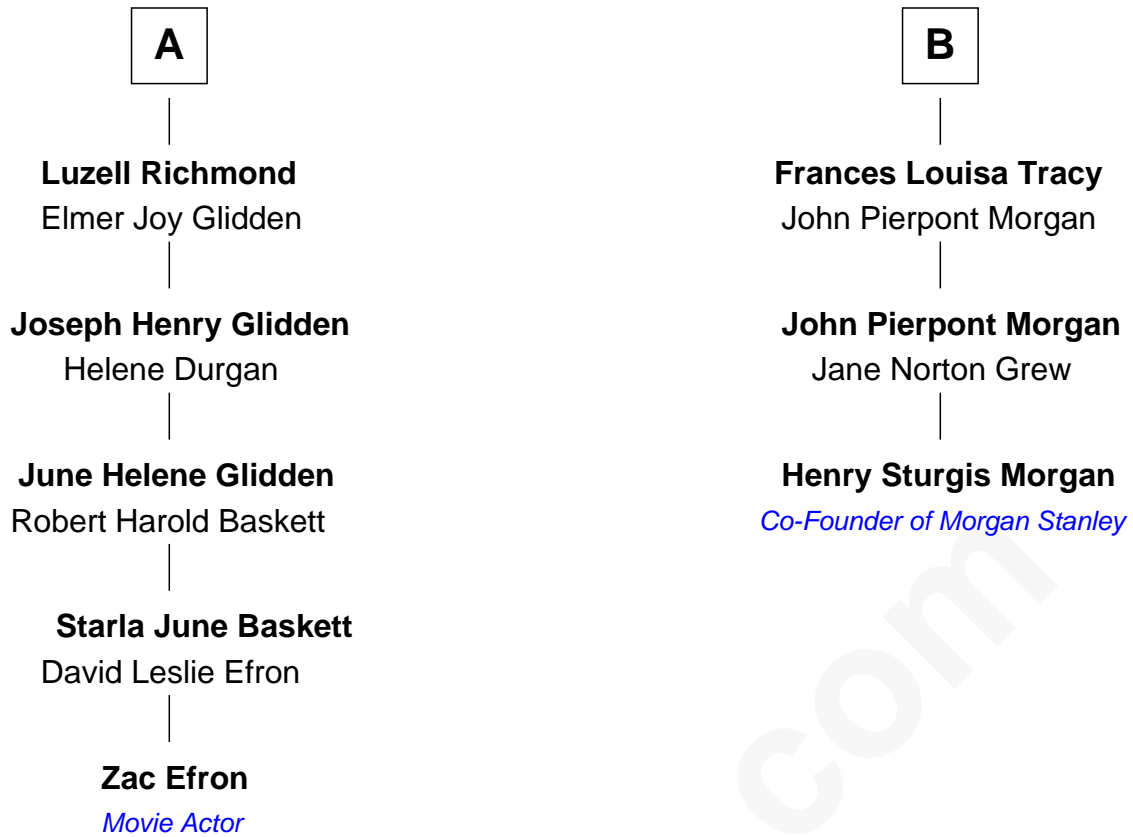 A
Luzell Richmond
Elmer Joy Glidden
Joseph Henry Glidden
Helene Durgan
June Helene Glidden
Robert Harold Baskett
Starla June Baskett
David Leslie Efron
Zac Efron
Movie Actor
B
Frances Louisa Tracy
John Pierpont Morgan
John Pierpont Morgan
Jane Norton Grew
Henry Sturgis Morgan
Co-Founder of Morgan Stanley
com